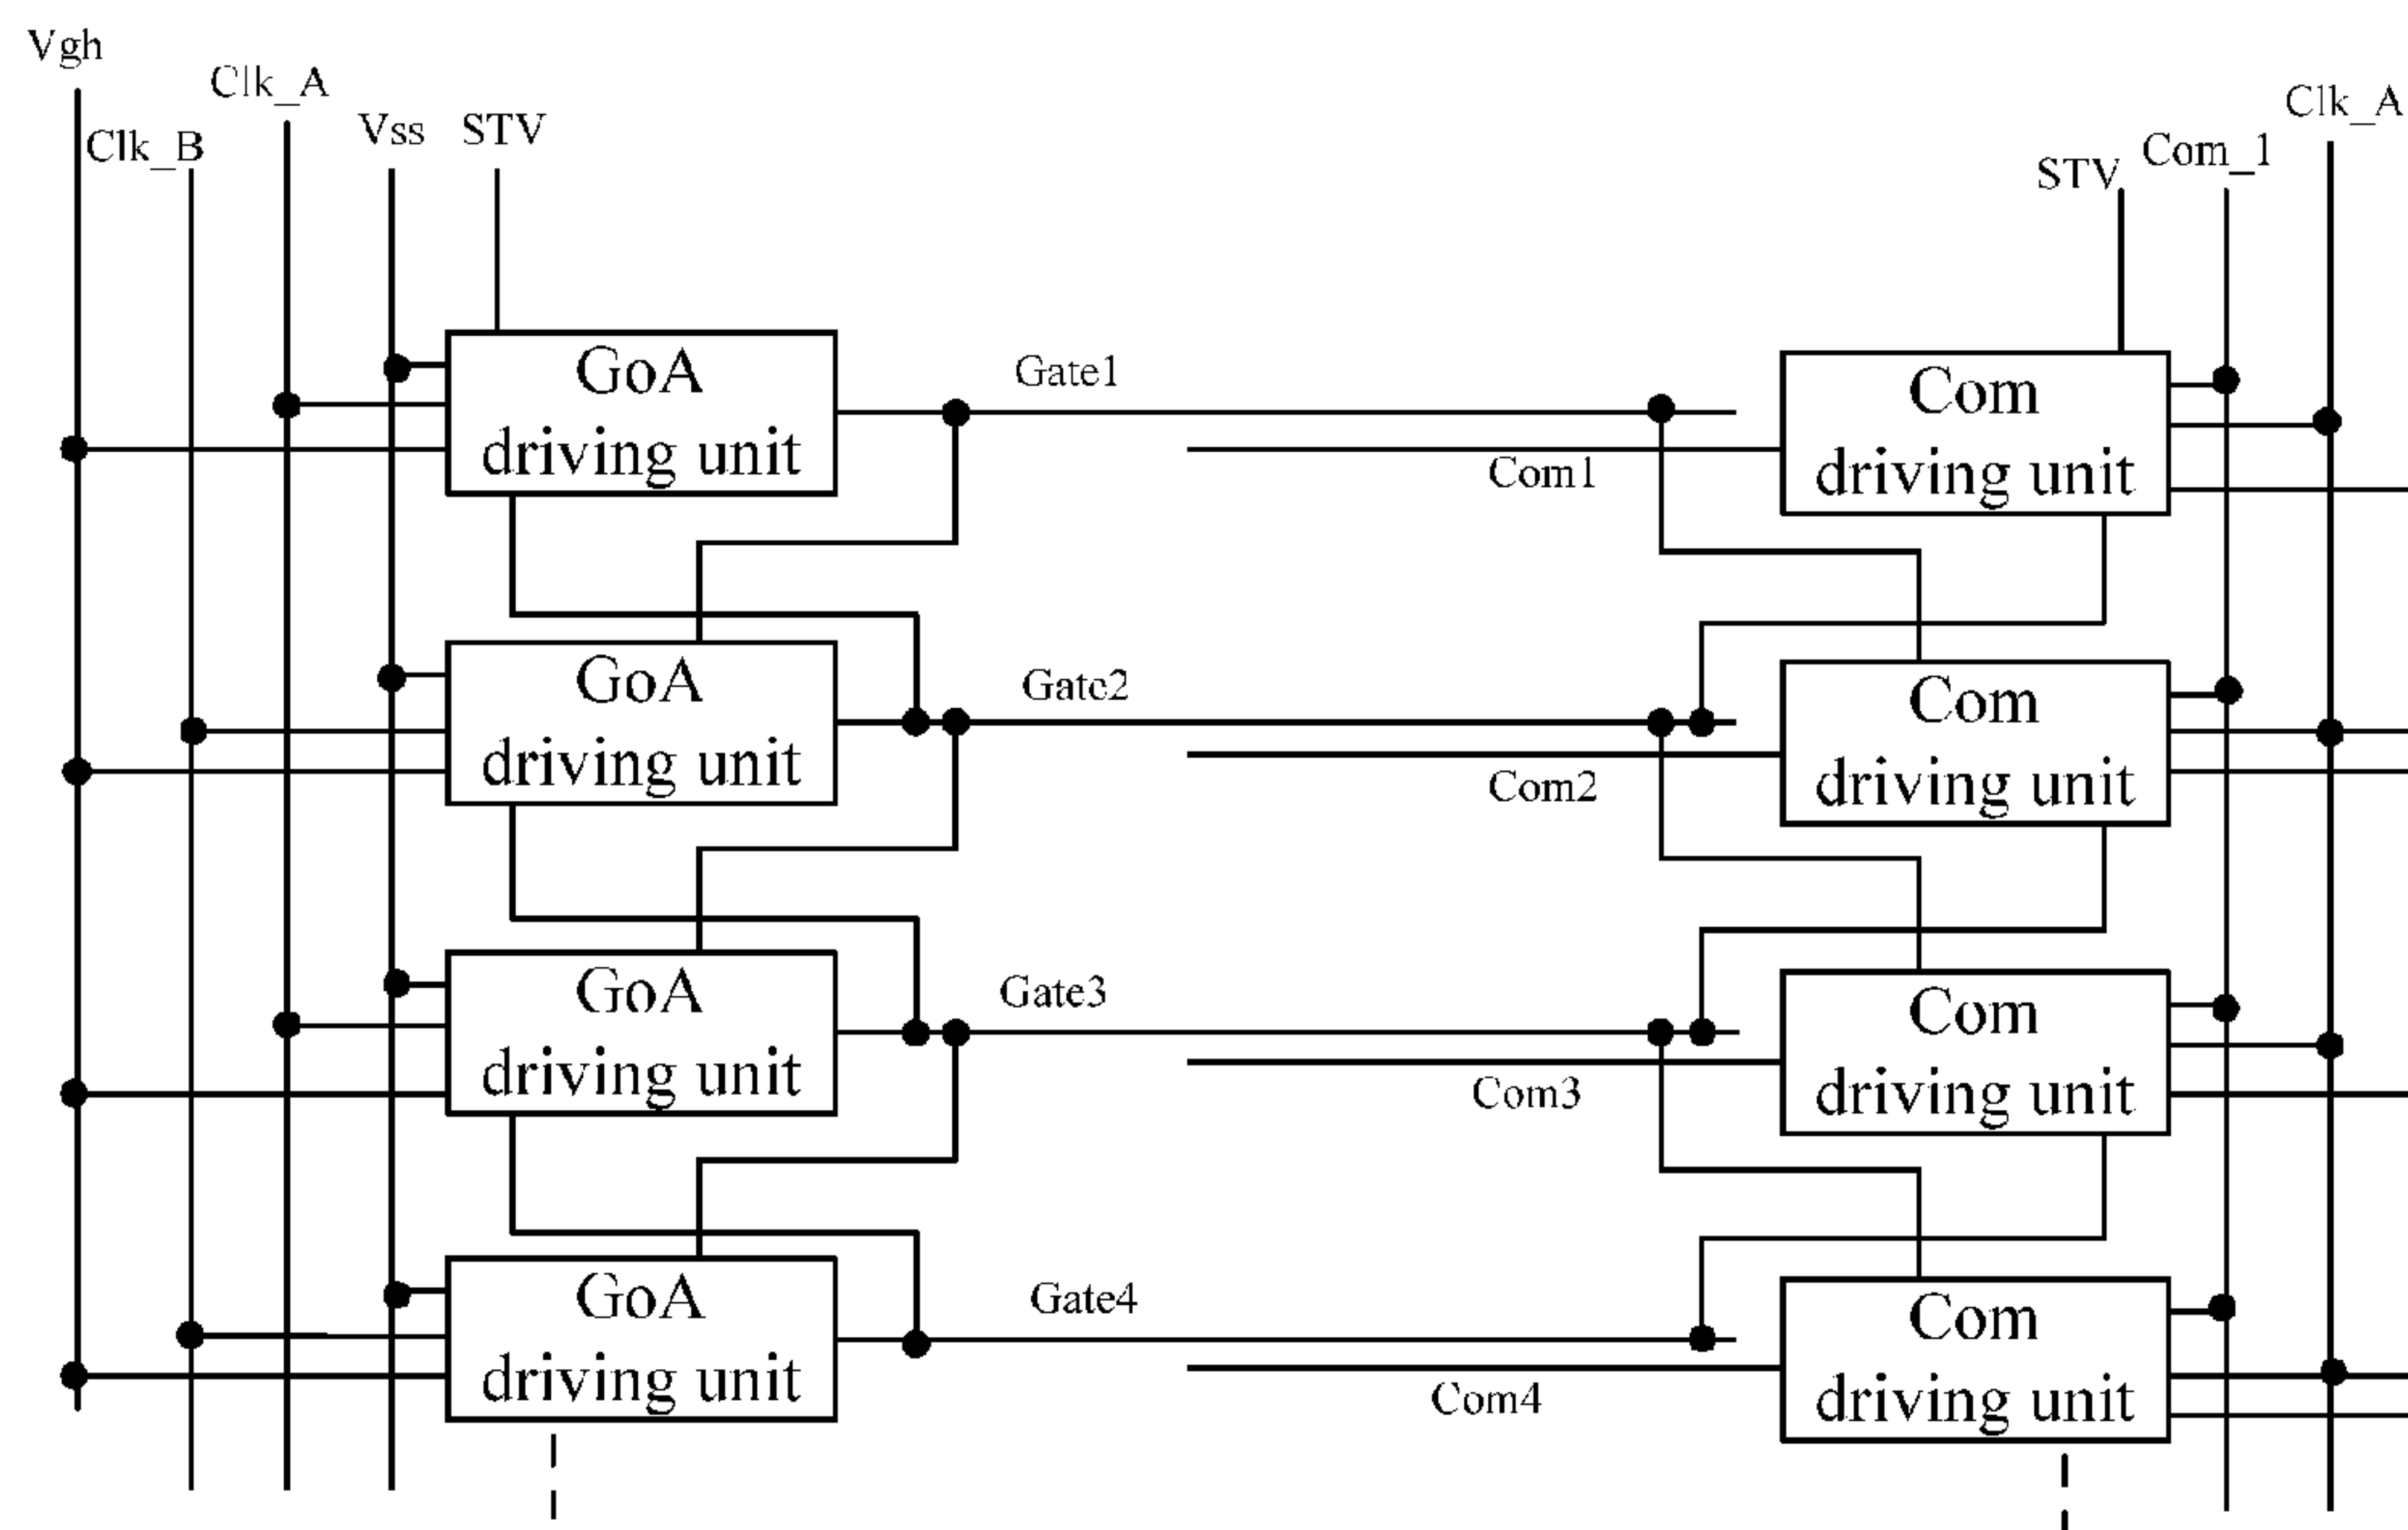 Vgh
Clk_A
Clk_B
Vss
STV
Clk_A
Com_1
STV
GoA
driving unit
Gate1
Com
driving unit
Com1
GoA
driving unit
Gate2
Com
driving unit
Com2
GoA
driving unit
Gate3
Com
driving unit
Com3
GoA
driving unit
Gate4
Com
driving unit
Com4